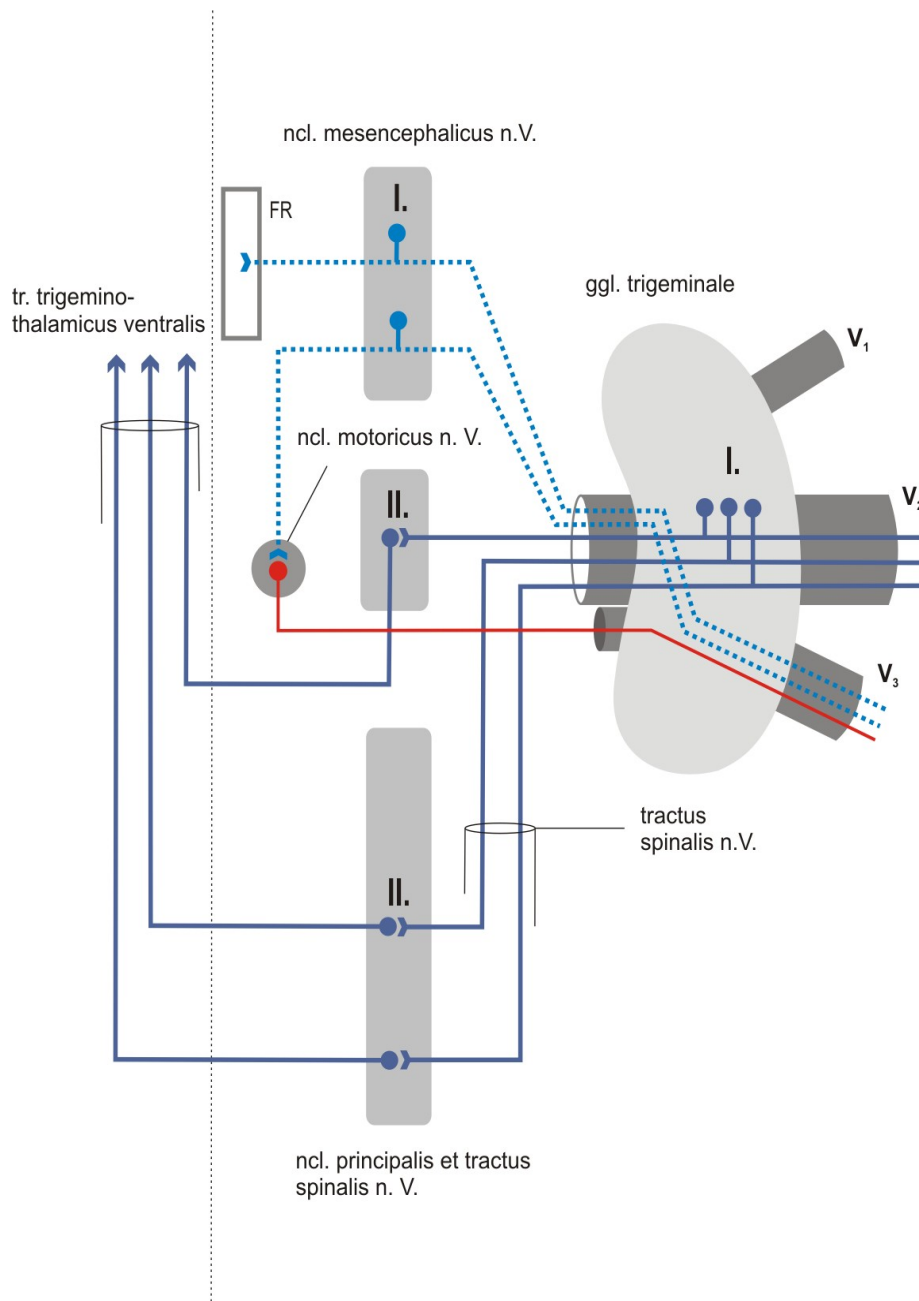 ncl. mesencephalicus n.V.
I.
FR
tr. trigemino-
thalamicus ventralis
ggl. trigeminale
V₁
ncl. motoricus n. V.
I.
II.
V₂
V₃
tractus
spinalis n.V.
II.
ncl. principalis et tractus
spinalis n. V.